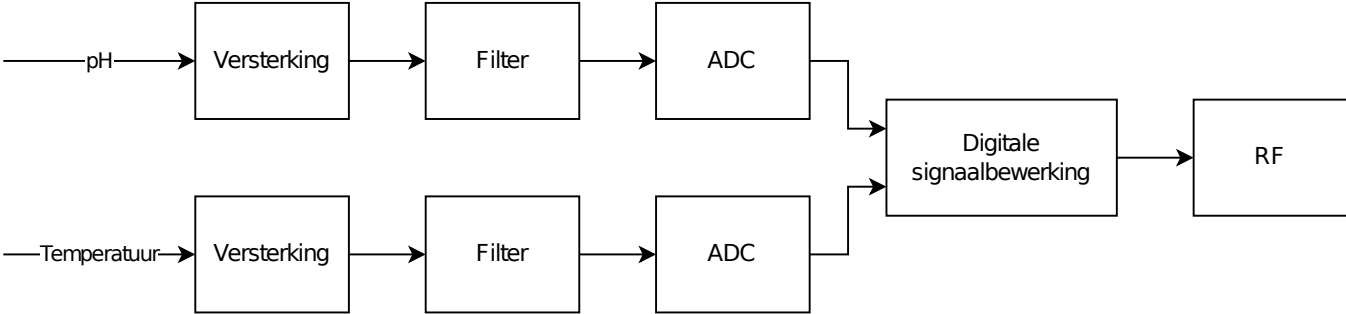 pH
Versterking
Filter
ADC
Digitale
signaalbewerking
RF
Temperatuur
Versterking
Filter
ADC